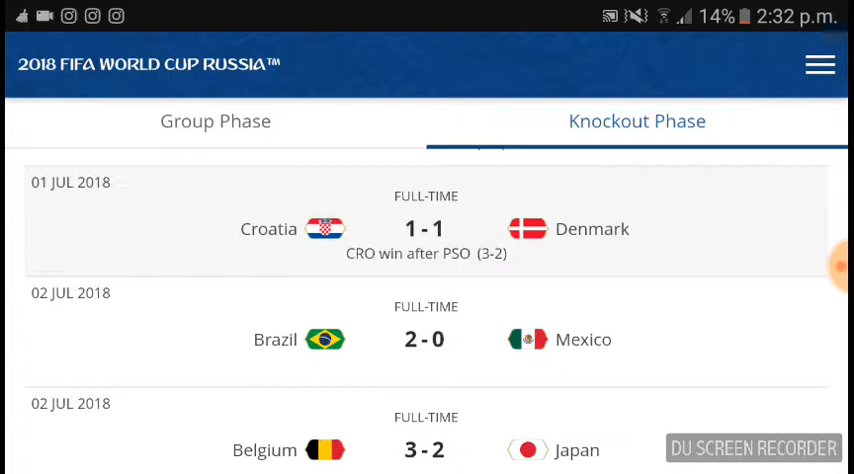 14% 2:32 p.m.
2018 FIFA WORLD CUP RUSSIA™
Group Phase Knockout Phase
01 JUL 2018
FULL-TIME
Croatia 1 - 1 Denmark
CRO win after PSO (3-2)
02 JUL 2018
FULL-TIME
Brazil 2 - 0 Mexico
02 JUL 2018
FULL-TIME
Belgium 3 - 2 Japan
DU SCREEN RECORDER